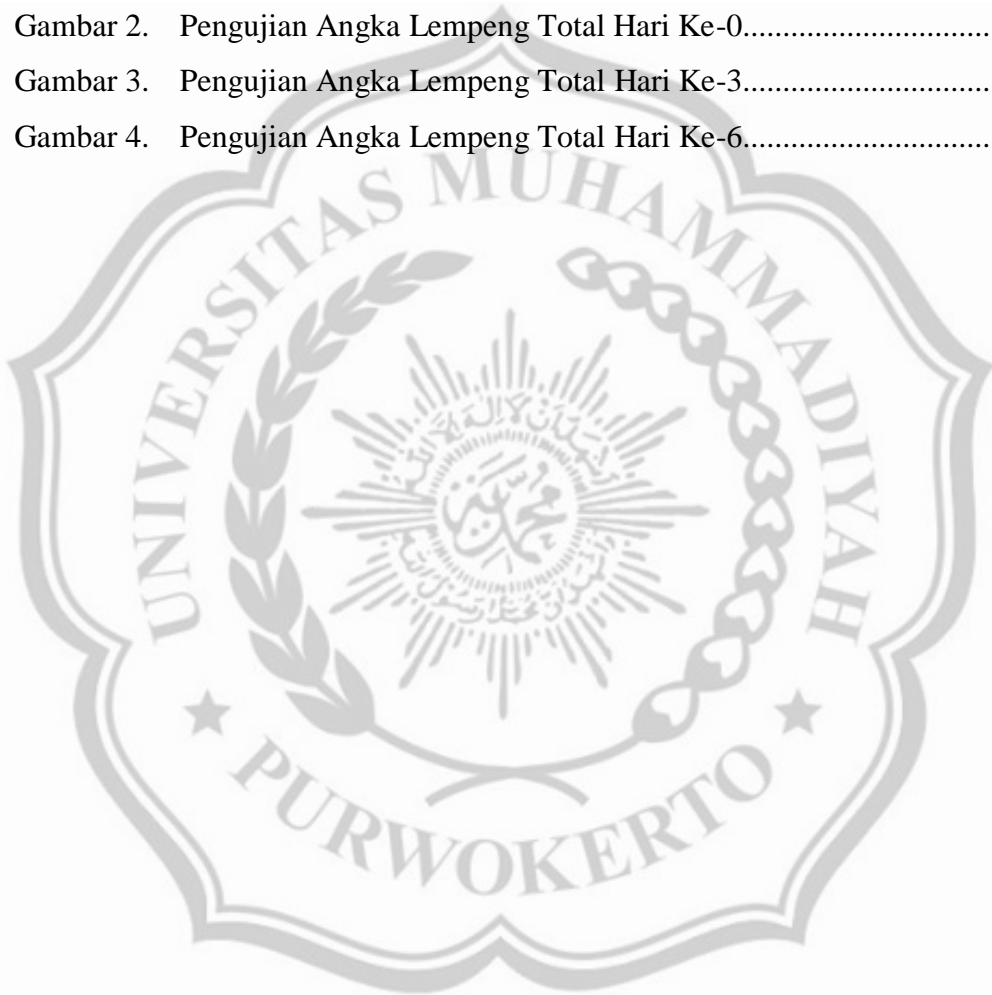 Gambar 2. Pengujian Angka Lempeng Total Hari Ke-0..............................
Gambar 3. Pengujian Angka Lempeng Total Hari Ke-3..............................
Gambar 4. Pengujian Angka Lempeng Total Hari Ke-6..............................
UNIVERSITAS MUHAMMADIYAH
محمد
PURWOKERTO